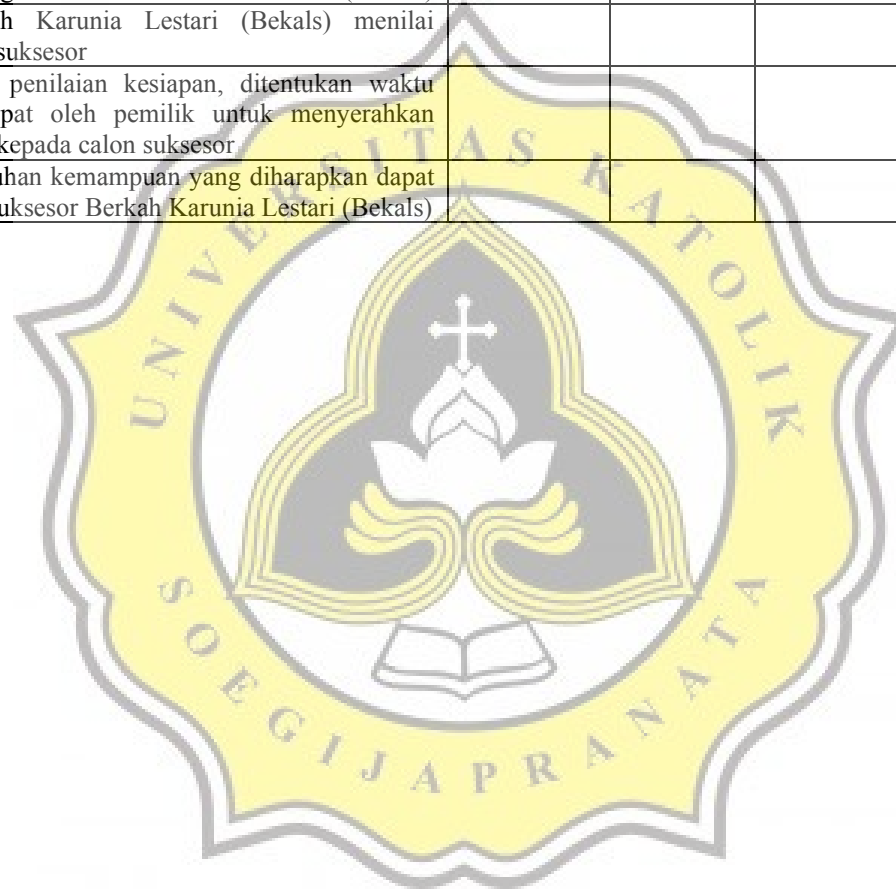 h Karunia Lestari (Bekals) menilai
suksesor
penilaian kesiapan, ditentukan waktu
pat oleh pemilik untuk menyerahkan
kepada calon suksesor
uhan kemampuan yang diharapkan dapat
uksesor Berkah Karunia Lestari (Bekals)
UNIVERSITAS KATOLIK
SOEGIJAPRANATA